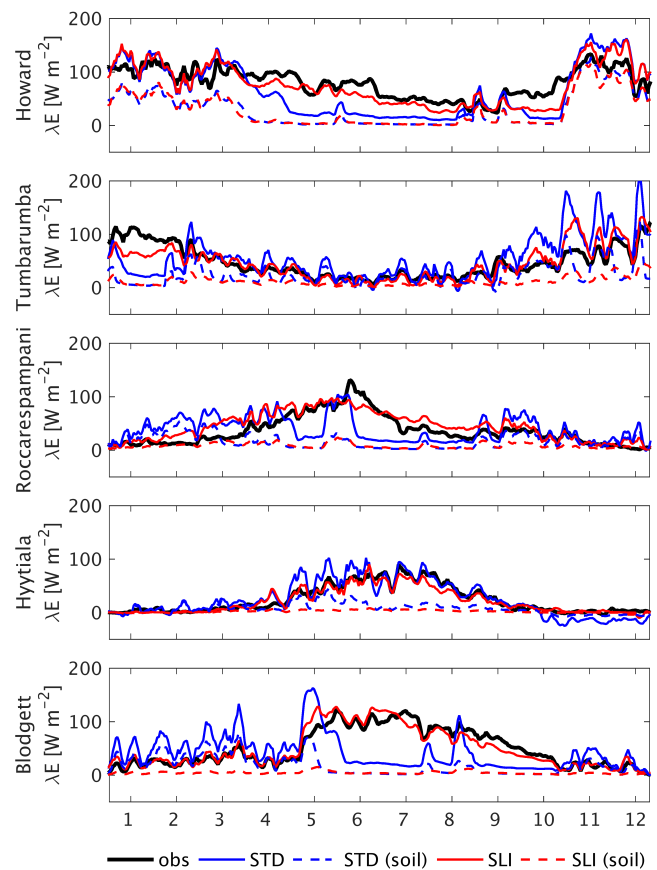 200
100
0
Howard
λE [W m⁻²]
200
100
0
Tumbarumba
λE [W m⁻²]
200
100
0
Roccarespampani
λE [W m⁻²]
200
100
0
Hyytiala
λE [W m⁻²]
200
100
0
Blodgett
λE [W m⁻²]
1 2 3 4 5 6 7 8 9 10 11 12
obs STD STD (soil) SLI SLI (soil)